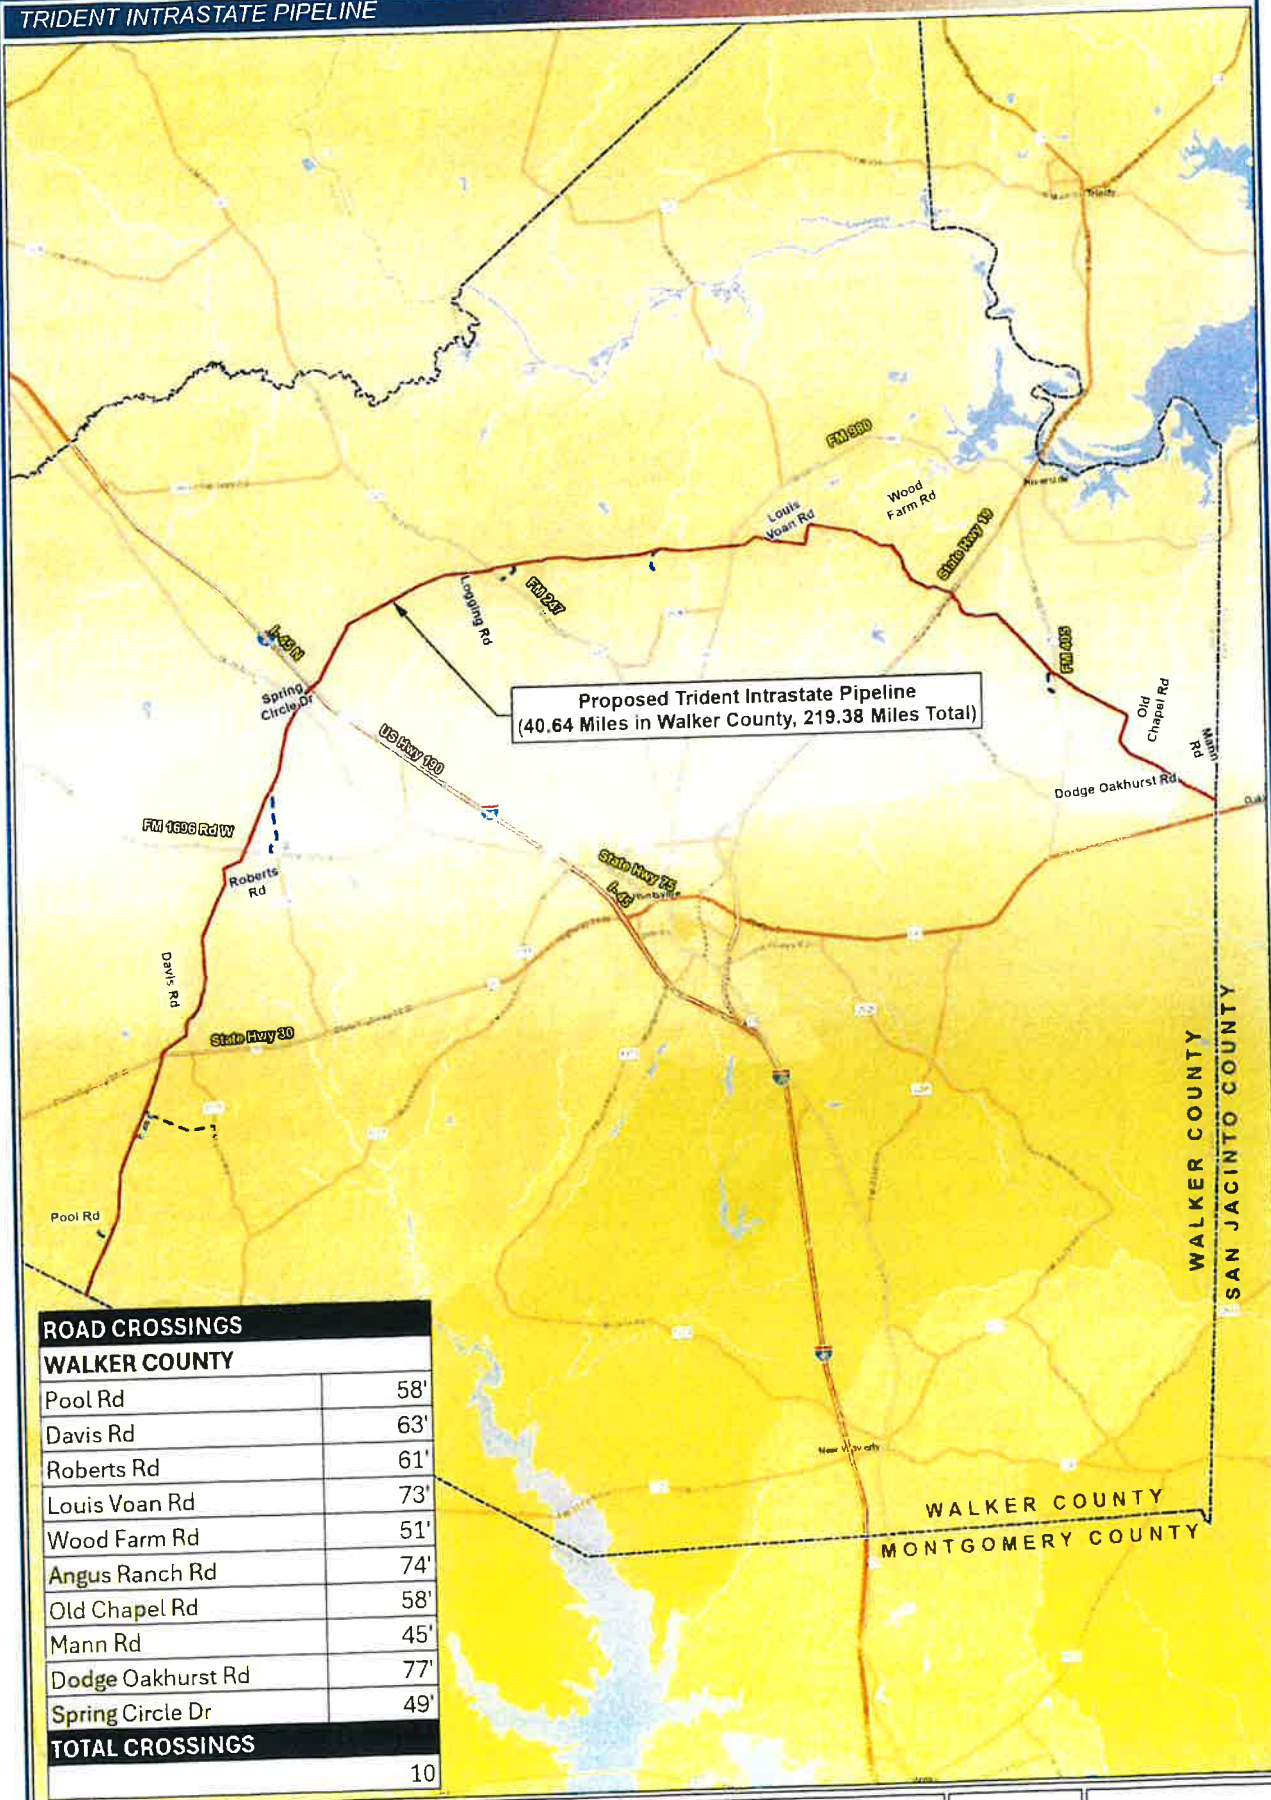 TRIDENT INTRASTATE PIPELINE
Trinity
FM 980
Wood
Farm Rd
Louis
Voan Rd
Riverside
State Hwy 19
Logging Rd
FM 247
I-45 N
FM 405
Spring
Circle Dr
Proposed Trident Intrastate Pipeline
(40.64 Miles in Walker County, 219.38 Miles Total)
Old
Chapel Rd
Mann
Rd
US Hwy 190
Dodge Oakhurst Rd
FM 1696 Rd W
Roberts
Rd
State Hwy 75
I-45
Huntsville
Davis Rd
State Hwy 30
WALKER COUNTY
SAN JACINTO COUNTY
Pool Rd
New Waverly
WALKER COUNTY
MONTGOMERY COUNTY
ROAD CROSSINGS
WALKER COUNTY
Pool Rd 58'
Davis Rd 63'
Roberts Rd 61'
Louis Voan Rd 73'
Wood Farm Rd 51'
Angus Ranch Rd 74'
Old Chapel Rd 58'
Mann Rd 45'
Dodge Oakhurst Rd 77'
Spring Circle Dr 49'
TOTAL CROSSINGS
10